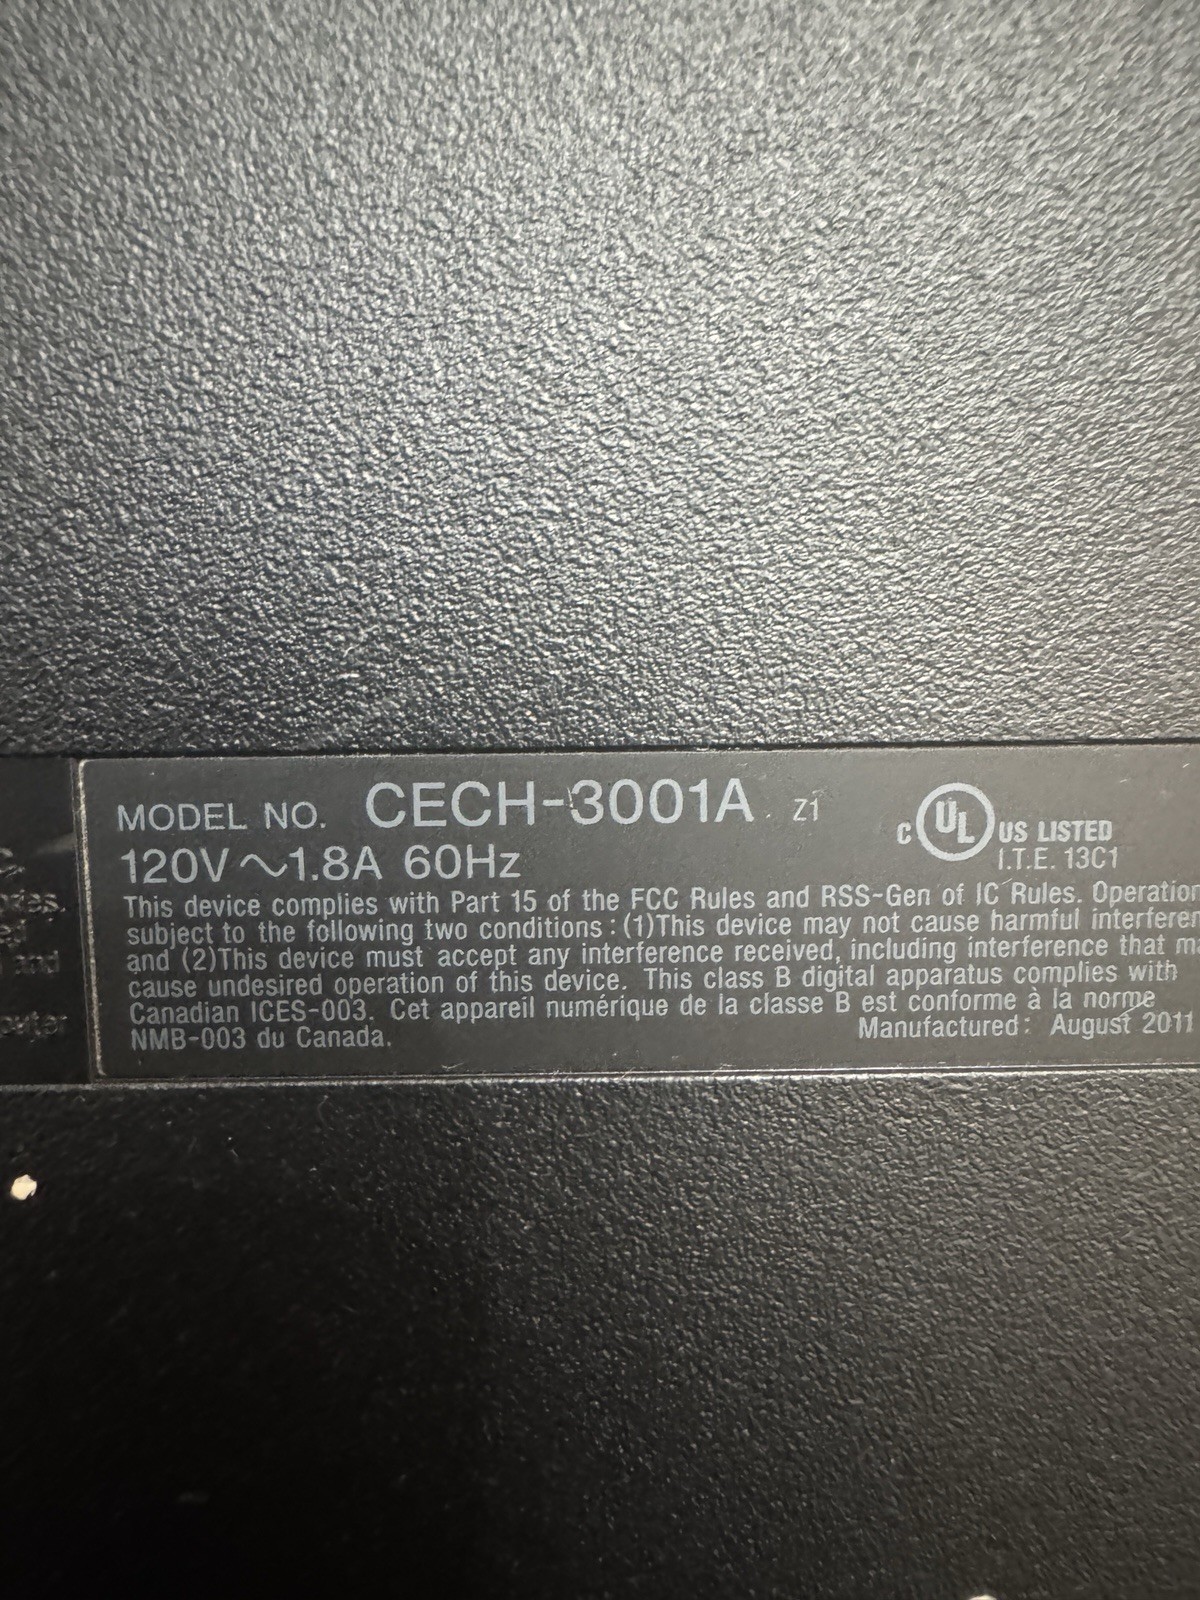 MODEL NO. CECH-3001A Z1
120V ~ 1.8A 60Hz
C UL US LISTED
I.T.E. 13C1
This device complies with Part 15 of the FCC Rules and RSS-Gen of IC Rules. Operation
subject to the following two conditions : (1)This device may not cause harmful
and (2)This device must accept any interference received, including interference that
cause undesired operation of this device. This class B digital apparatus complies with
Canadian ICES-003. Cet appareil numérique de la classe B est conforme à la norme
NMB-003 du Canada.
Manufactured: August 2011
and